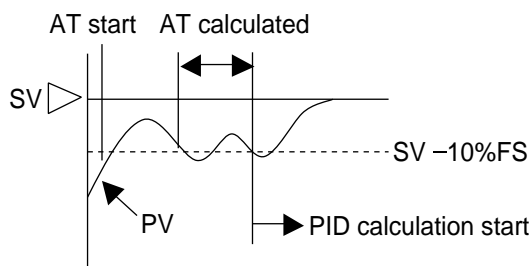 AT start
AT calculated
SV
SV –10%FS
PV
PID calculation start